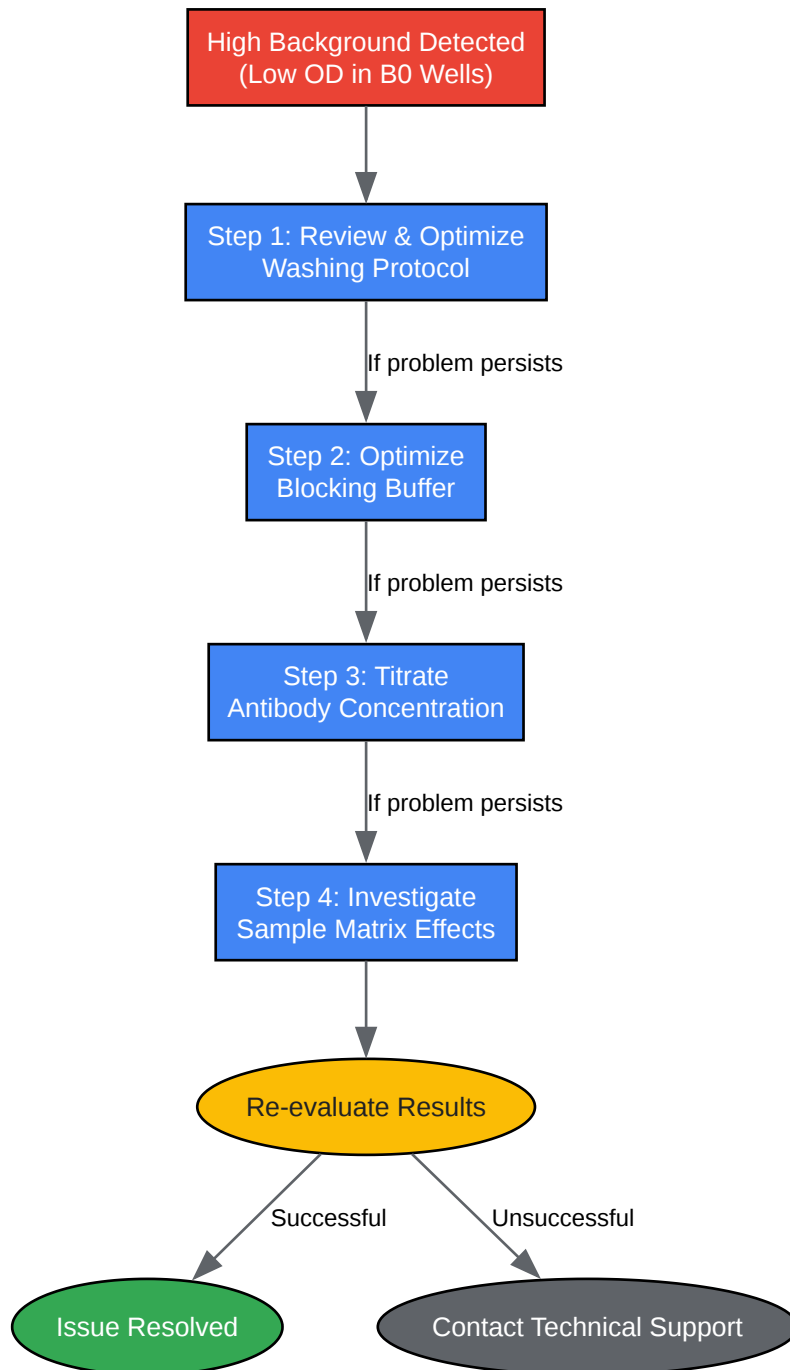 High Background Detected
(Low OD in B0 Wells)
Step 1: Review & Optimize
Washing Protocol
If problem persists
Step 2: Optimize
Blocking Buffer
If problem persists
Step 3: Titrate
Antibody Concentration
If problem persists
Step 4: Investigate
Sample Matrix Effects
Re-evaluate Results
Successful
Unsuccessful
Issue Resolved
Contact Technical Support